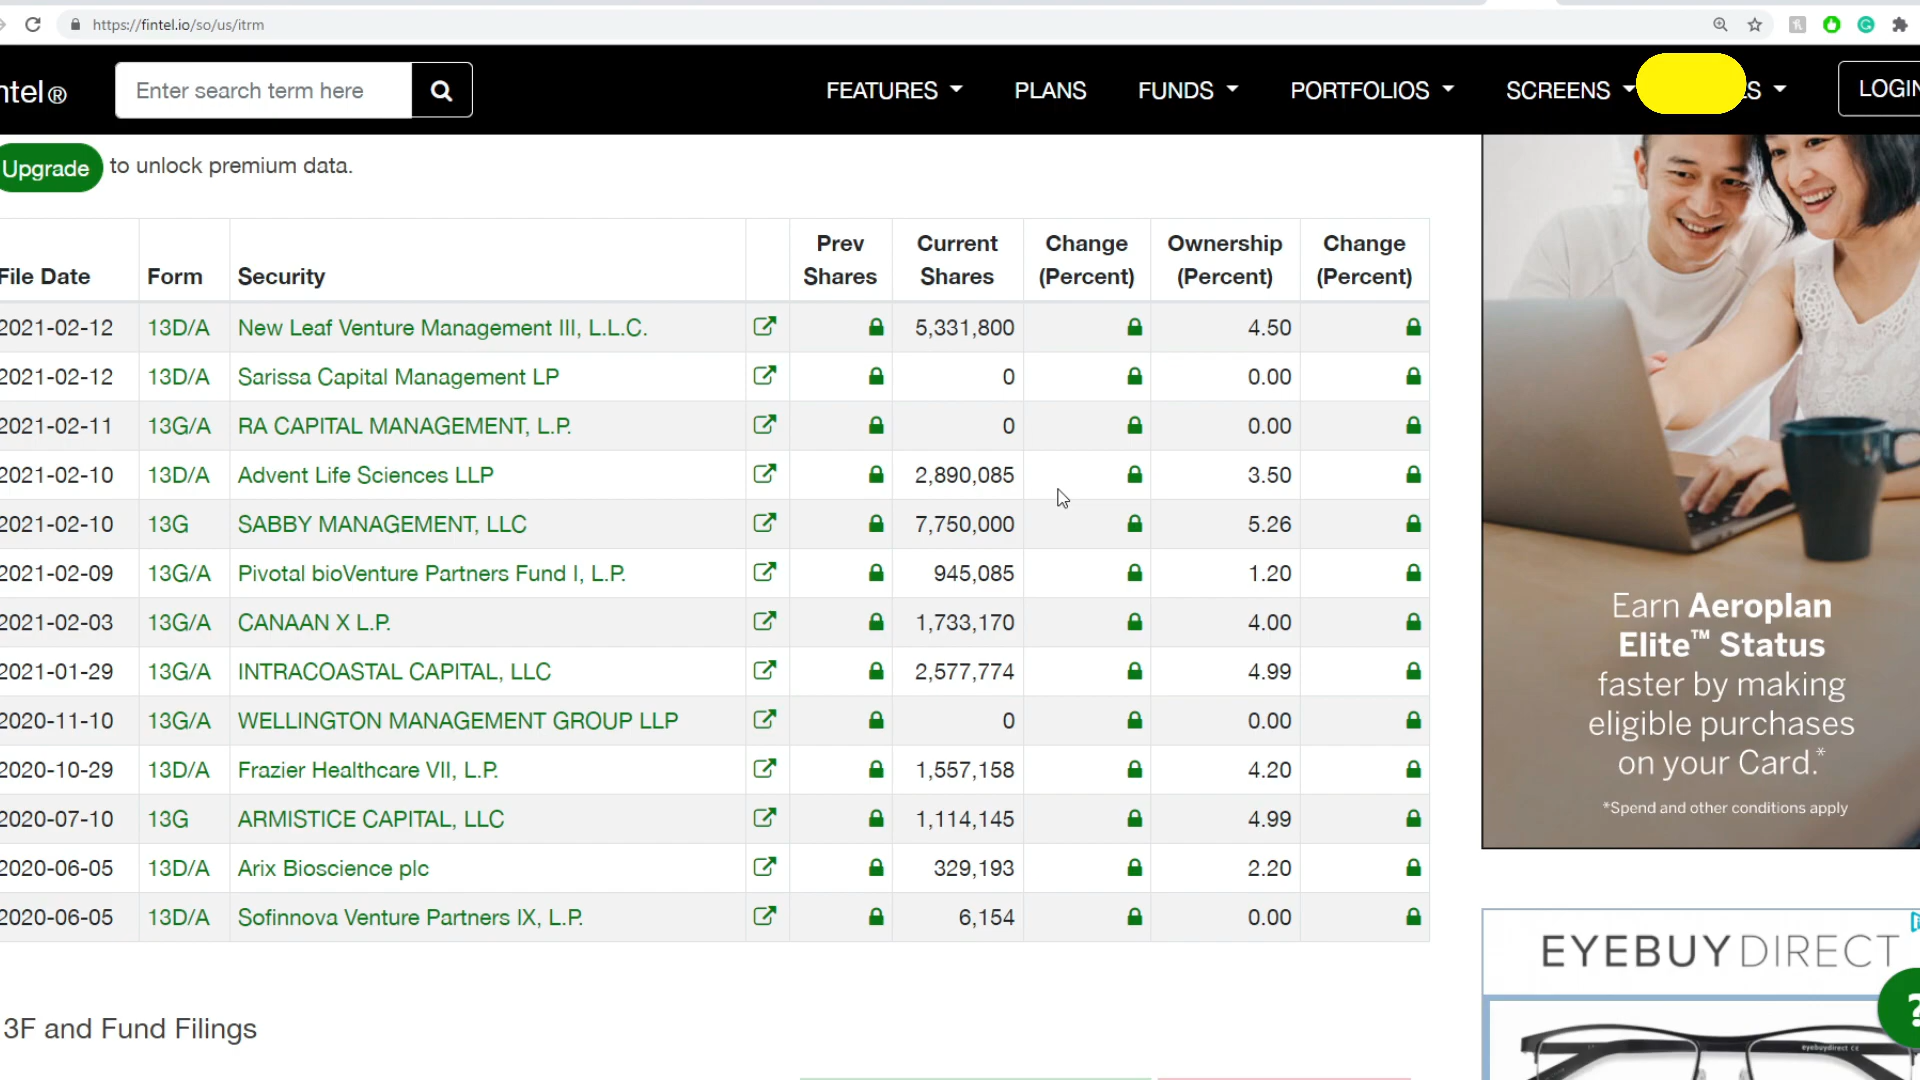 https://fintel.io/so/us/itrm
ntel®
Enter search term here
FEATURES
PLANS
FUNDS
PORTFOLIOS
SCREENS
LOGIN
Upgrade to unlock premium data.
File Date Form Security Prev Shares Current Shares Change (Percent) Ownership (Percent) Change (Percent)
2021-02-12 13D/A New Leaf Venture Management III, L.L.C. 5,331,800 4.50
2021-02-12 13D/A Sarissa Capital Management LP 0 0.00
2021-02-11 13G/A RA CAPITAL MANAGEMENT, L.P. 0 0.00
2021-02-10 13D/A Advent Life Sciences LLP 2,890,085 3.50
2021-02-10 13G SABBY MANAGEMENT, LLC 7,750,000 5.26
2021-02-09 13G/A Pivotal bioVenture Partners Fund I, L.P. 945,085 1.20
2021-02-03 13G/A CANAAN X L.P. 1,733,170 4.00
2021-01-29 13G/A INTRACOASTAL CAPITAL, LLC 2,577,774 4.99
2020-11-10 13G/A WELLINGTON MANAGEMENT GROUP LLP 0 0.00
2020-10-29 13D/A Frazier Healthcare VII, L.P. 1,557,158 4.20
2020-07-10 13G ARMISTICE CAPITAL, LLC 1,114,145 4.99
2020-06-05 13D/A Arix Bioscience plc 329,193 2.20
2020-06-05 13D/A Sofinnova Venture Partners IX, L.P. 6,154 0.00
3F and Fund Filings
Earn Aeroplan
Elite™ Status
faster by making
eligible purchases
on your Card.*
*Spend and other conditions apply
EYEBUYDIRECT
?